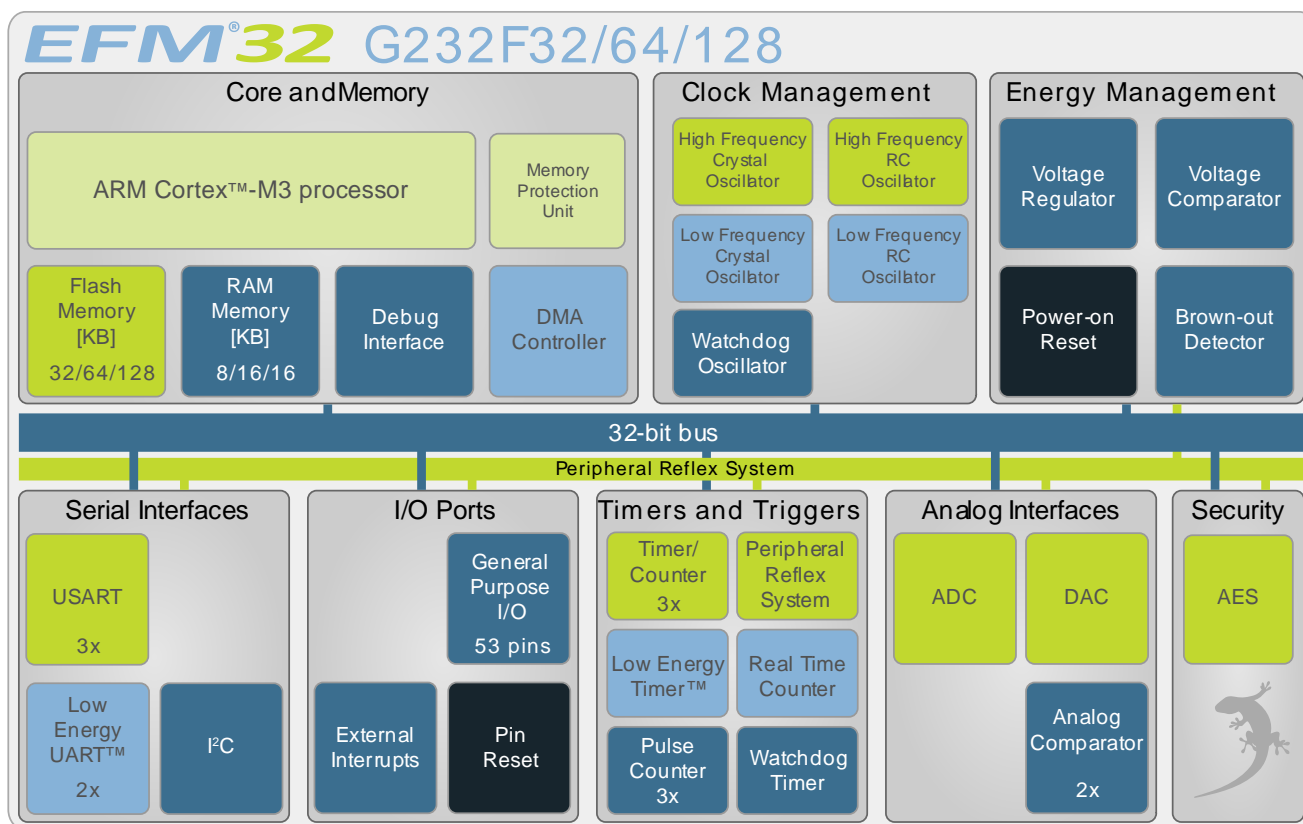 EFM®32 G232F32/64/128
Core and Memory
ARM Cortex™-M3 processor
Memory
Protection
Unit
Flash
Memory
[KB]
32/64/128
RAM
Memory
[KB]
8/16/16
Debug
Interface
DMA
Controller
Clock Management
High Frequency
Crystal
Oscillator
High Frequency
RC
Oscillator
Low Frequency
Crystal
Oscillator
Low Frequency
RC
Oscillator
Watchdog
Oscillator
Energy Management
Voltage
Regulator
Voltage
Comparator
Power-on
Reset
Brown-out
Detector
32-bit bus
Peripheral Reflex System
Serial Interfaces
USART
3x
Low
Energy
UART™
2x
I²C
I/O Ports
General
Purpose
I/O
53 pins
External
Interrupts
Pin
Reset
Timers and Triggers
Timer/
Counter
3x
Peripheral
Reflex
System
Low Energy
Timer™
Real Time
Counter
Pulse
Counter
3x
Watchdog
Timer
Analog Interfaces
ADC
DAC
Analog
Comparator
2x
Security
AES